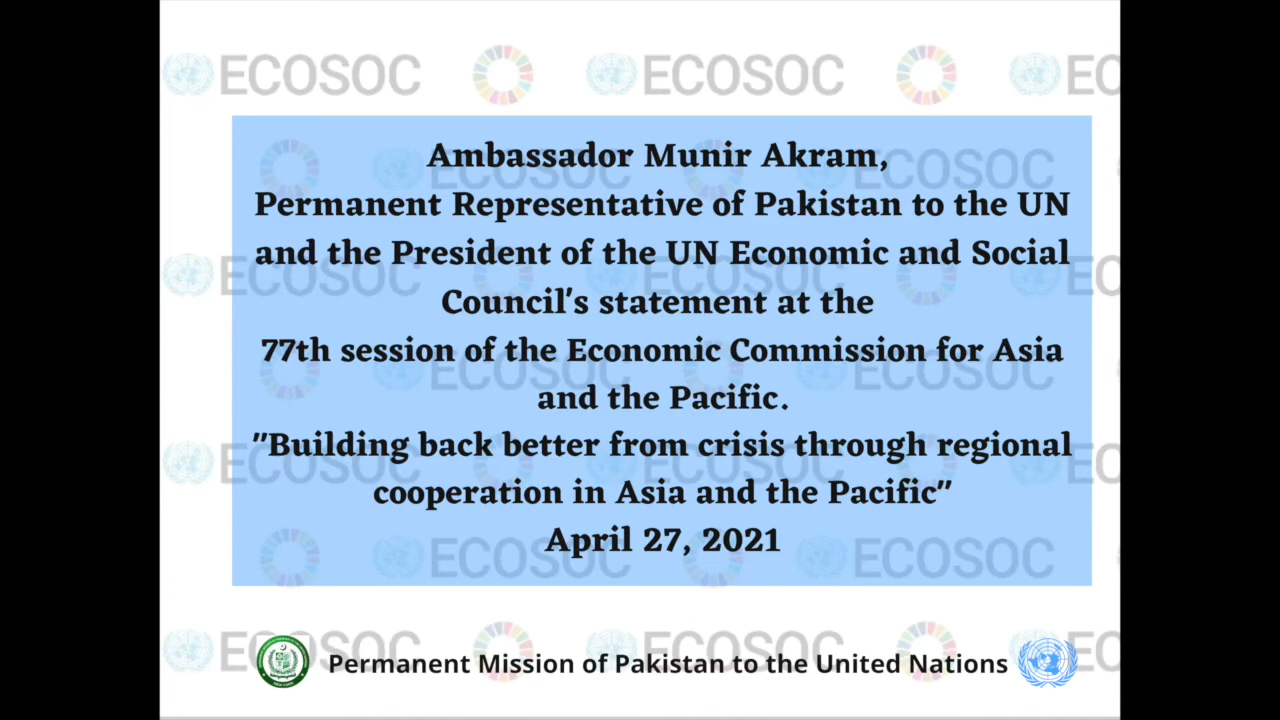 ECOSOC ECOSOC EC
Ambassador Munir Akram,
Permanent Representative of Pakistan to the UN
and the President of the UN Economic and Social
Council's statement at the
77th session of the Economic Commission for Asia
and the Pacific.
"Building back better from crisis through regional
cooperation in Asia and the Pacific"
April 27, 2021
Permanent Mission of Pakistan to the United Nations